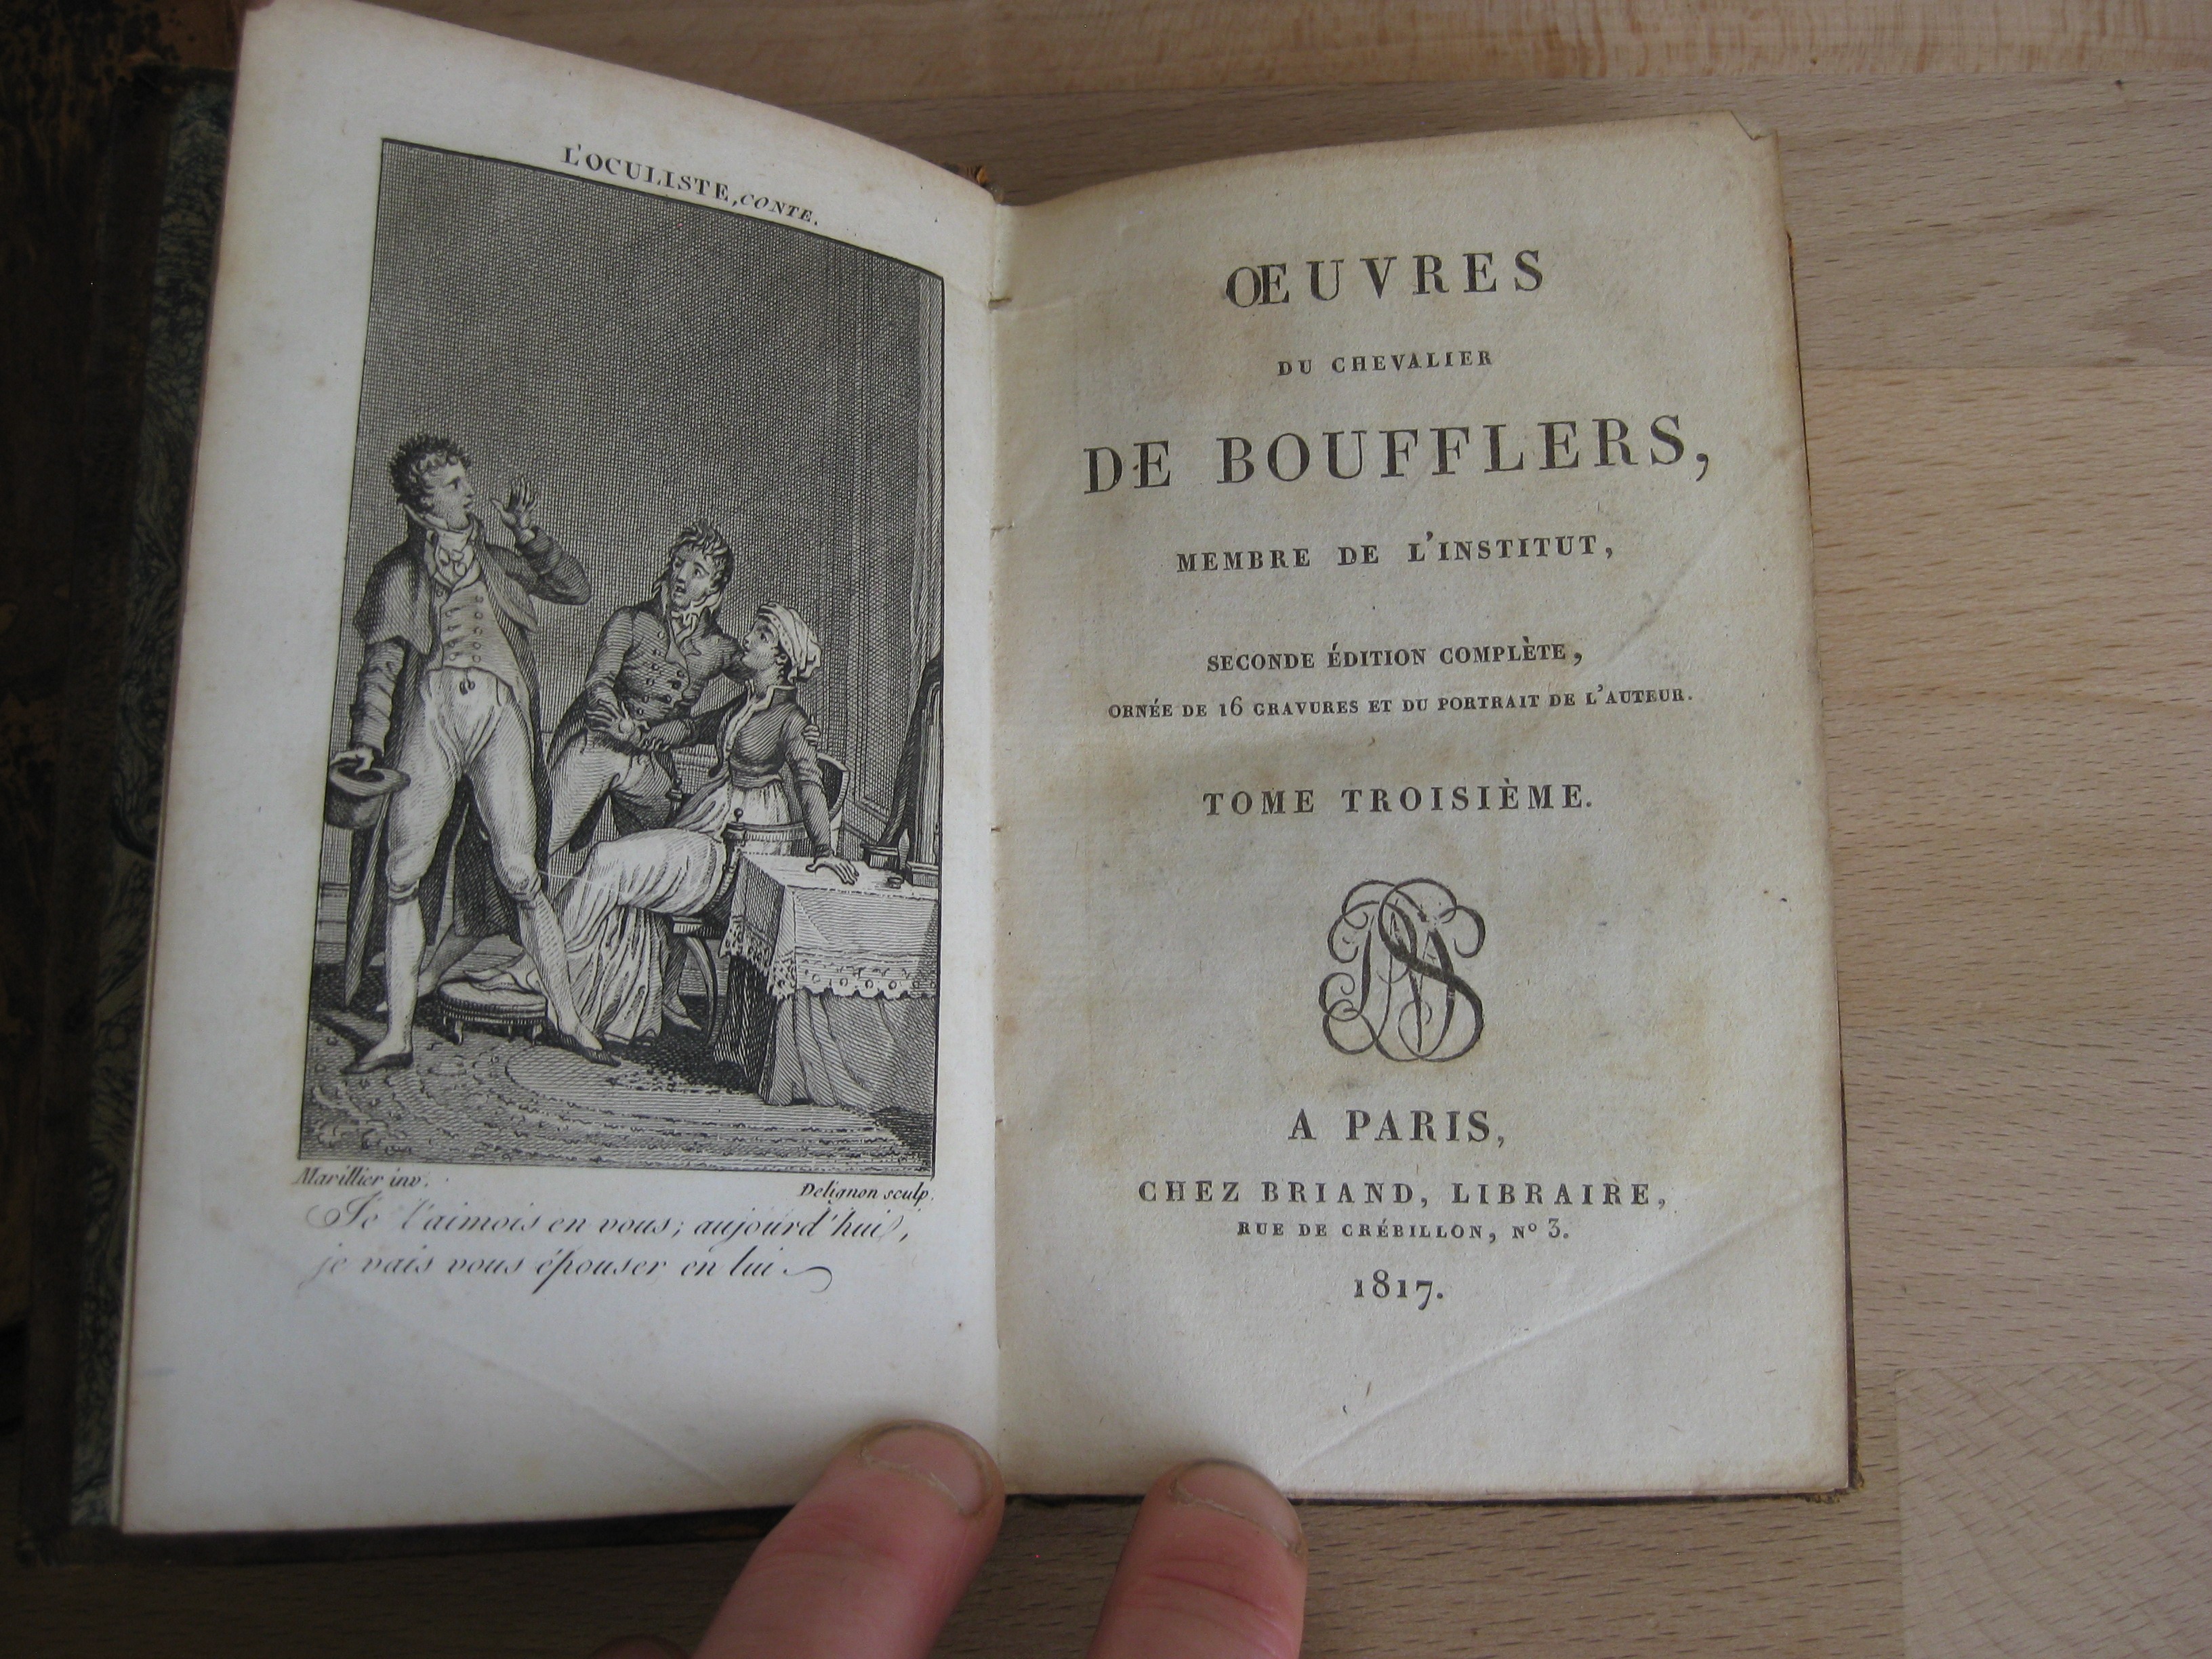 L'OCULISTE, CONTE.
Marillier inv.
Delignon sculp.
Je l'aimois en vous; aujourd'hui,
je vais vous épouser en lui.
ŒUVRES
DU CHEVALIER
DE BOUFFLERS,
MEMBRE DE L'INSTITUT,
SECONDE ÉDITION COMPLÈTE,
ORNÉE DE 16 GRAVURES ET DU PORTRAIT DE L'AUTEUR.
TOME TROISIÈME.
A PARIS,
CHEZ BRIAND, LIBRAIRE,
RUE DE CRÉBILLON, Nº 3.
1817.